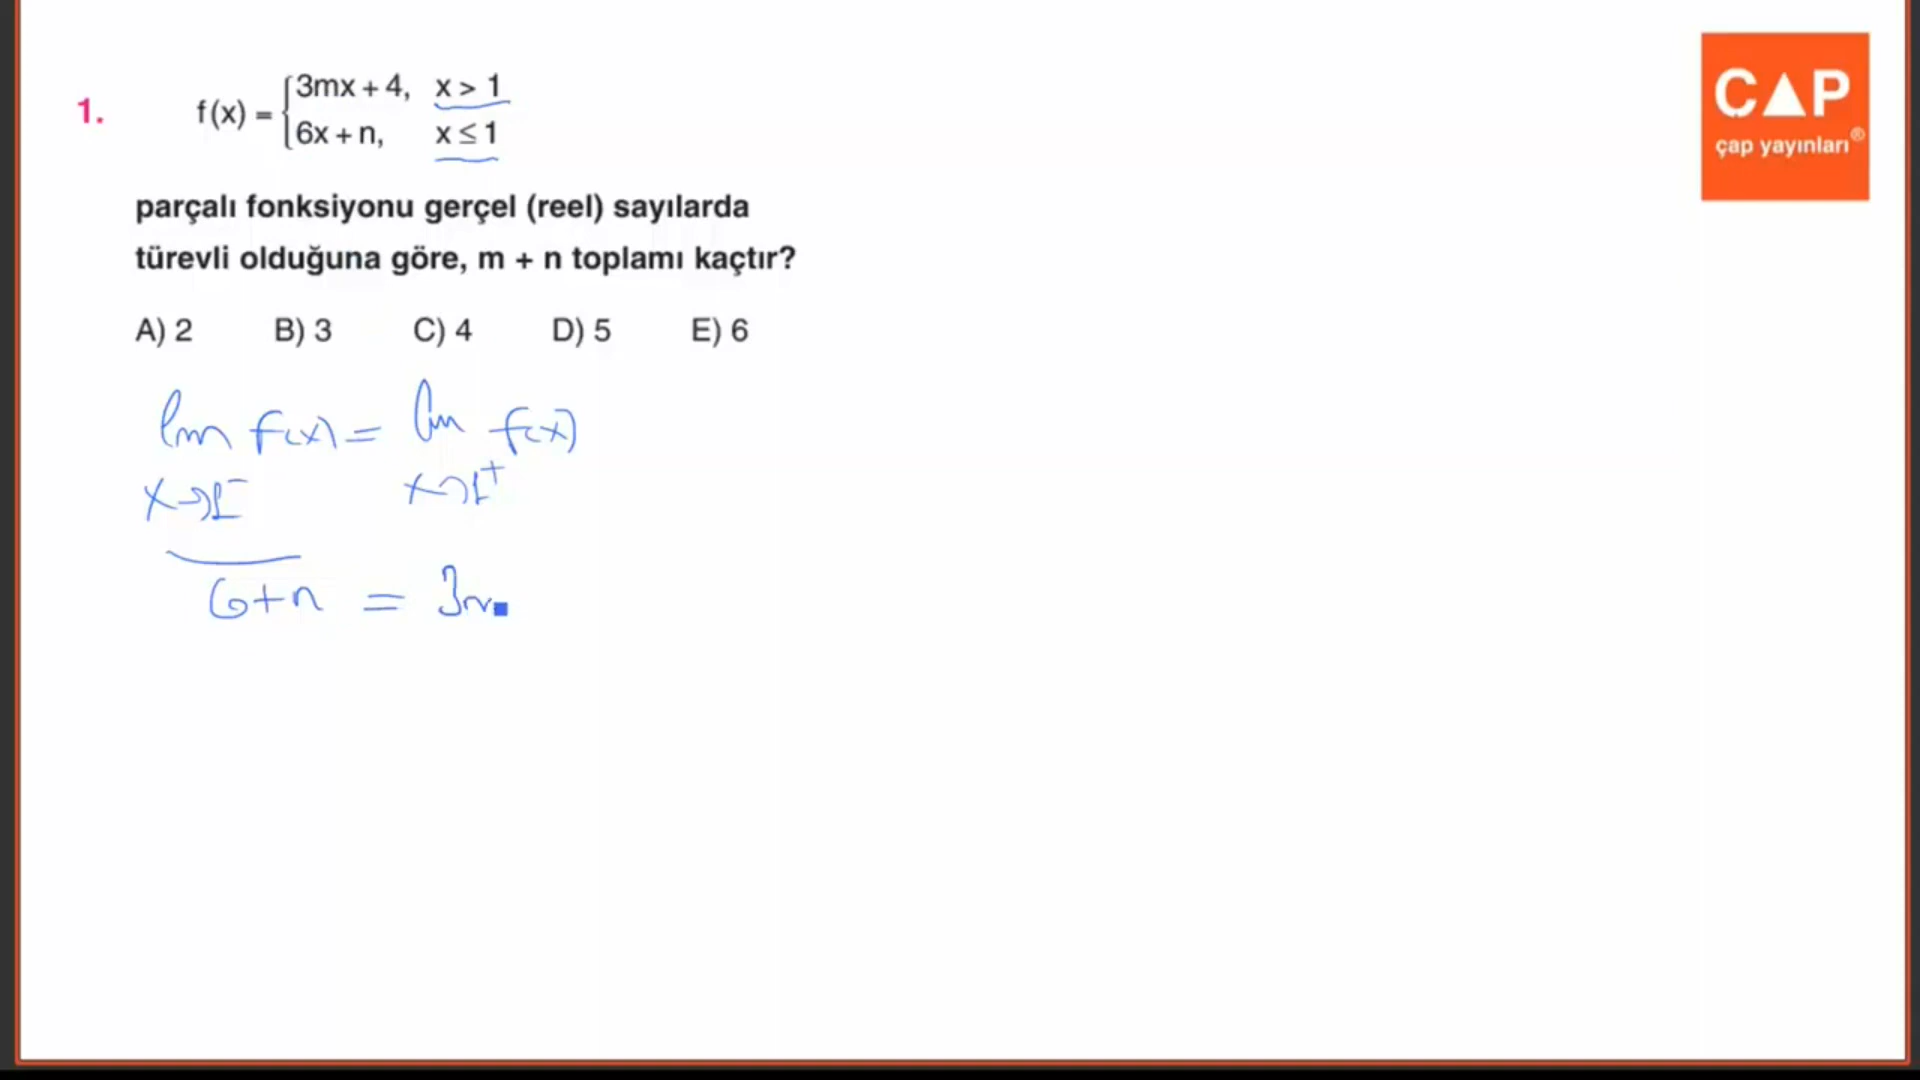 1. f(x) = {3mx + 4, x > 1
6x + n, x ≤ 1
parçalı fonksiyonu gerçel (reel) sayılarda
türevli olduğuna göre, m + n toplamı kaçtır?
A) 2 B) 3 C) 4 D) 5 E) 6
lim f(x) = lim f(x)
x→1⁻ x→1⁺
6+n = 3m
ÇAP
çap yayınları®